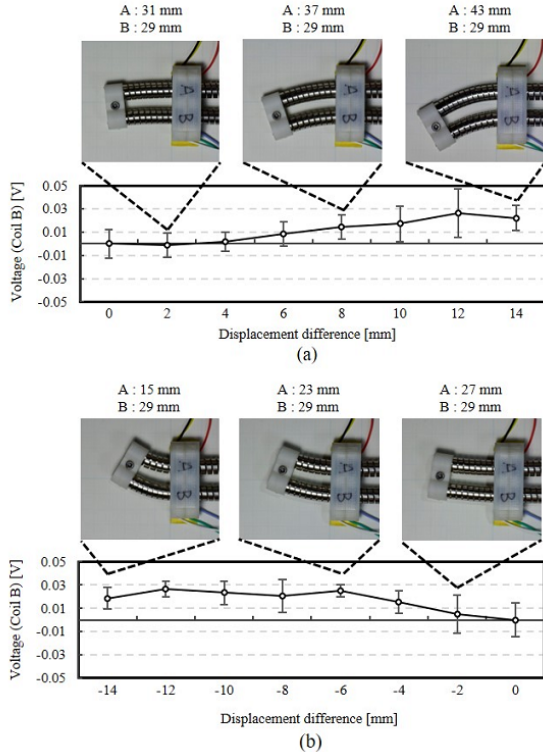 A : 31 mm A : 37 mm A : 43 mm
B : 29 mm B : 29 mm B : 29 mm
A A A
B B B
Voltage (Coil B) [V]
0.05
0.03
0.01
-0.01
-0.03
-0.05
0 2 4 6 8 10 12 14
Displacement difference [mm]
(a)
A : 15 mm A : 23 mm A : 27 mm
B : 29 mm B : 29 mm B : 29 mm
A A A
B B B
Voltage (Coil B) [V]
0.05
0.03
0.01
-0.01
-0.03
-0.05
-14 -12 -10 -8 -6 -4 -2 0
Displacement difference [mm]
(b)